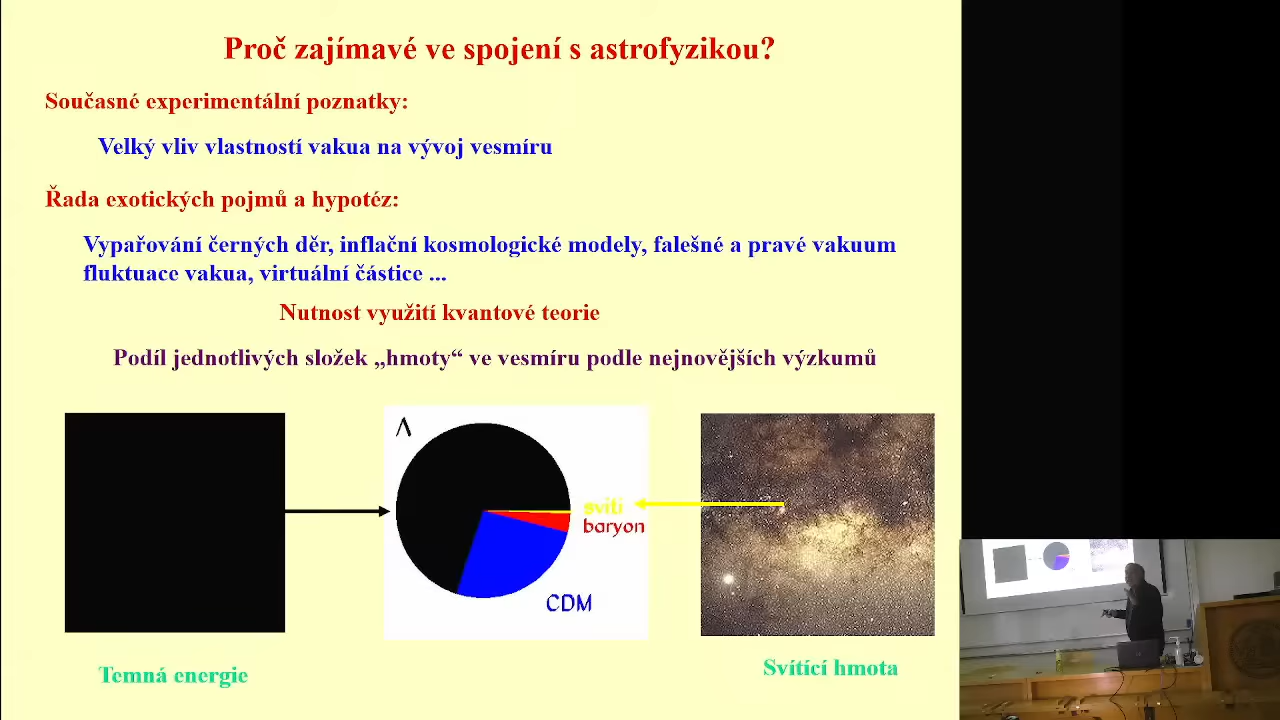 Proč zajímavé ve spojení s astrofyzikou?
Současné experimentální poznatky:
Velký vliv vlastností vakua na vývoj vesmíru
Řada exotických pojmů a hypotéz:
Vypařování černých děr, inflační kosmologické modely, falešné a pravé vakuum
fluktuace vakua, virtuální částice ...
Nutnost využití kvantové teorie
Podíl jednotlivých složek „hmoty“ ve vesmíru podle nejnovějších výzkumů
Λ
svítí
baryon
CDM
Temná energie
Svítící hmota